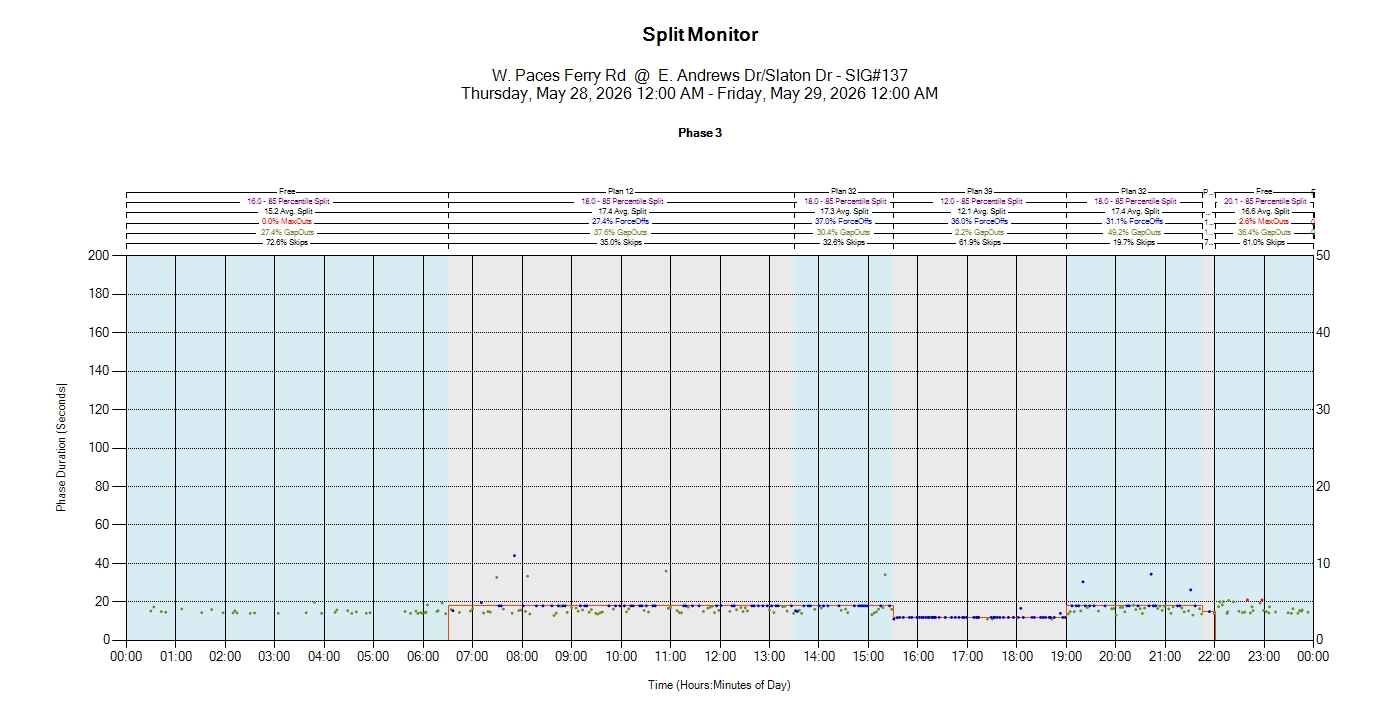 Split Monitor
W. Paces Ferry Rd @ E. Andrews Dr/Slaton Dr - SIG#137
Thursday, May 28, 2026 12:00 AM - Friday, May 29, 2026 12:00 AM
Phase 3
Free Plan 12 Plan 32 Plan 39 Plan 32 P... Free F
16.0 - 85 Percentile Split 18.0 - 85 Percentile Split 18.0 - 85 Percentile Split 12.0 - 85 Percentile Split 18.0 - 85 Percentile Split 20.1 - 85 Percentile Split
15.2 Avg. Split 17.4 Avg. Split 17.3 Avg. Split 12.1 Avg. Split 17.4 Avg. Split 16.6 Avg. Split
0.0% MaxOuts 27.4% ForceOffs 37.0% ForceOffs 36.0% ForceOffs 31.1% ForceOffs 1... 2.6% MaxOuts
27.4% GapOuts 37.6% GapOuts 30.4% GapOuts 2.2% GapOuts 49.2% GapOuts 1... 36.4% GapOuts
72.6% Skips 35.0% Skips 32.6% Skips 61.9% Skips 19.7% Skips 7... 61.0% Skips
200 50
180
160 40
140
120 30
100
80 20
60
40 10
20
0 0
Phase Duration (Seconds)
00:00 01:00 02:00 03:00 04:00 05:00 06:00 07:00 08:00 09:00 10:00 11:00 12:00 13:00 14:00 15:00 16:00 17:00 18:00 19:00 20:00 21:00 22:00 23:00 00:00
Time (Hours:Minutes of Day)